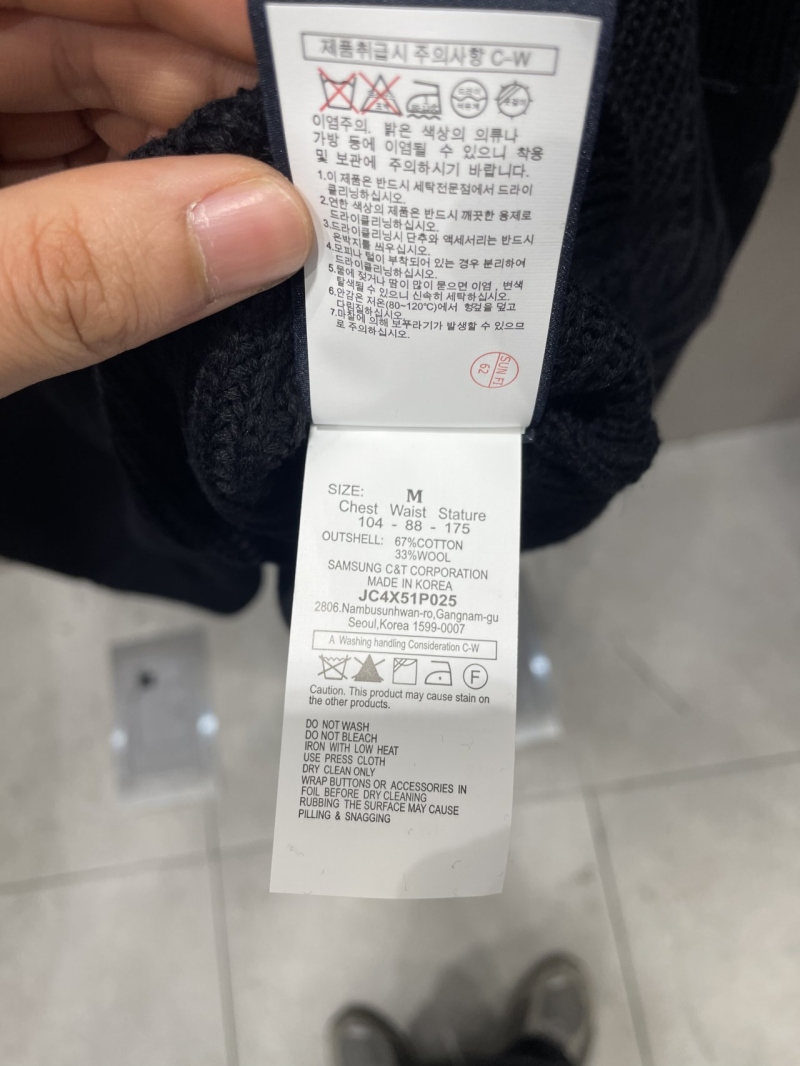 제품취급시 주의사항 C-W
이염주의. 밝은 색상의 의류나
가방 등에 이염될 수 있으니 착용
및 보관에 주의하시기 바랍니다.
1.이 제품은 반드시 세탁전문점에서 드라이
클리닝하십시오.
2.연한 색상의 제품은 반드시 깨끗한 용제로
드라이클리닝하십시오.
3.드라이클리닝시 단추와 액세서리는 반드시
은박지를 씌우십시오.
4.모피나 털이 부착되어 있는 경우 분리하여
드라이클리닝하십시오.
5.물에 젖거나 땀이 많이 묻으면 이염, 변색
탈색될 수 있으니 신속히 세탁하십시오.
6.안감은 저온(80~120℃)에서 헝겊을 덮고
다림질하십시오.
7.마찰에 의해 보푸라기가 발생할 수 있으므
로 주의하십시오.
SUN FI
62
SIZE: M
Chest Waist Stature
104 - 88 - 175
OUTSHELL: 67%COTTON
33%WOOL
SAMSUNG C&T CORPORATION
MADE IN KOREA
JC4X51P025
2806.Nambusunhwan-ro,Gangnam-gu
Seoul,Korea 1599-0007
A Washing handling Consideration C-W
F
Caution. This product may cause stain on
the other products.
DO NOT WASH
DO NOT BLEACH
IRON WITH LOW HEAT
USE PRESS CLOTH
DRY CLEAN ONLY
WRAP BUTTONS OR ACCESSORIES IN
FOIL BEFORE DRY CLEANING
RUBBING THE SURFACE MAY CAUSE
PILLING & SNAGGING